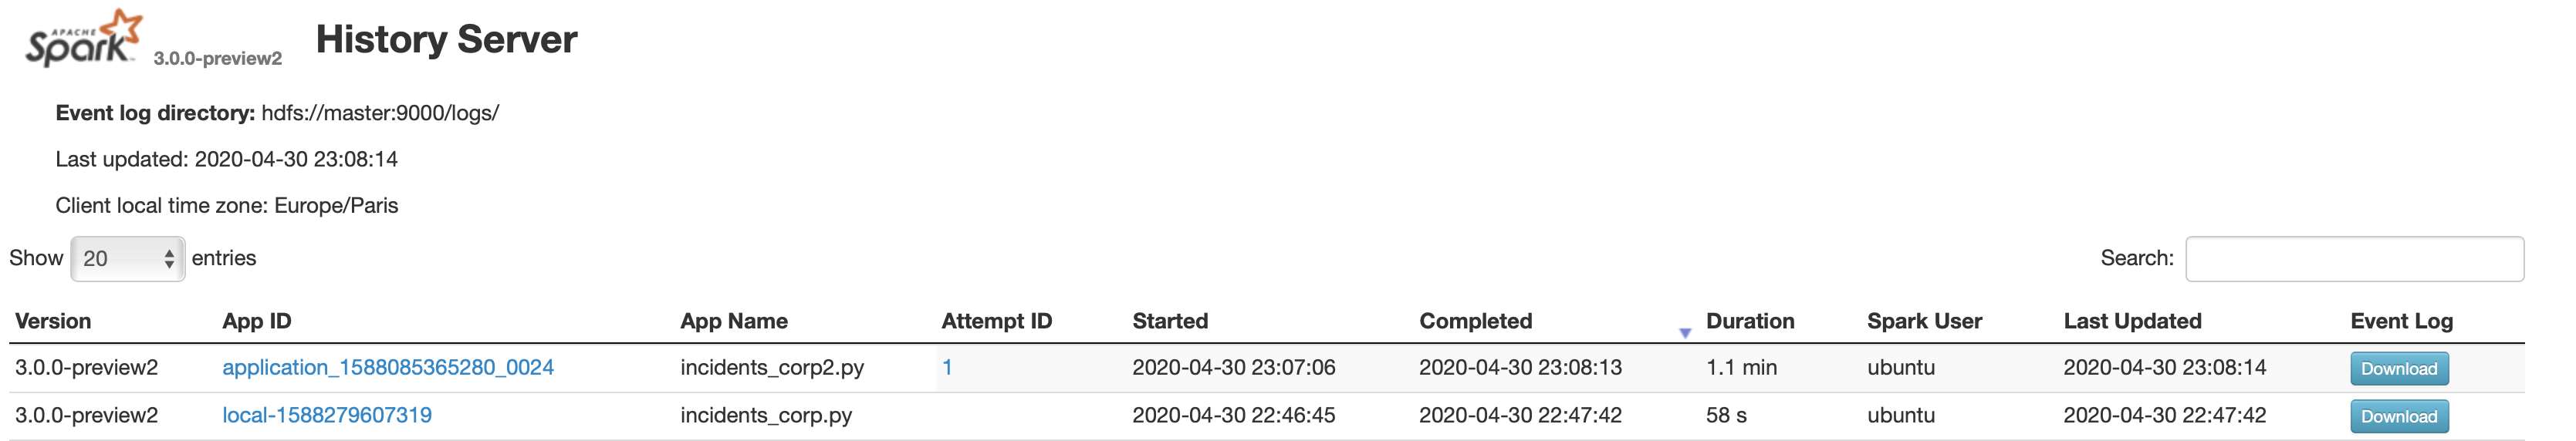 APACHE
Spark 3.0.0-preview2 History Server
Event log directory: hdfs://master:9000/logs/
Last updated: 2020-04-30 23:08:14
Client local time zone: Europe/Paris
Show 20 entries Search:
Version App ID App Name Attempt ID Started Completed Duration Spark User Last Updated Event Log
3.0.0-preview2 application_1588085365280_0024 incidents_corp2.py 1 2020-04-30 23:07:06 2020-04-30 23:08:13 1.1 min ubuntu 2020-04-30 23:08:14 Download
3.0.0-preview2 local-1588279607319 incidents_corp.py 2020-04-30 22:46:45 2020-04-30 22:47:42 58 s ubuntu 2020-04-30 22:47:42 Download